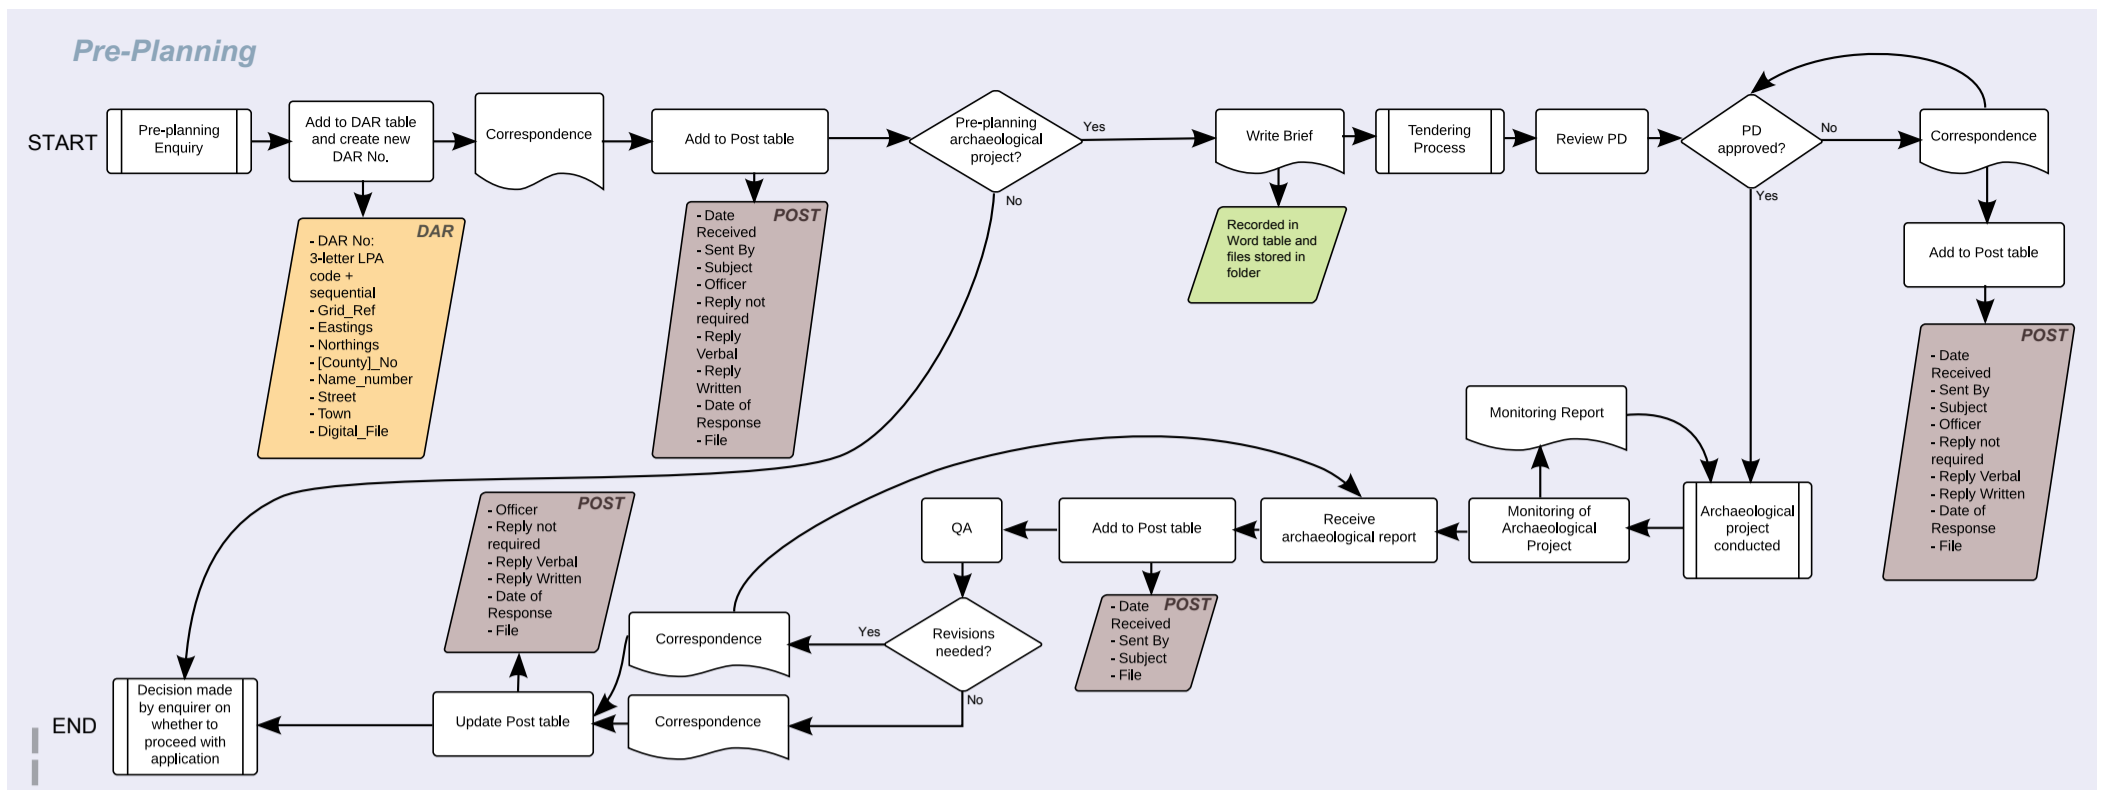 Pre-Planning
START
Pre-planning
Enquiry
Add to DAR table
and create new
DAR No.
Correspondence
Add to Post table
Pre-planning
archaeological
project?
Yes
No
Write Brief
Tendering
Process
Review PD
PD
approved?
No
Yes
Correspondence
Add to Post table
DAR
- DAR No:
3-letter LPA
code +
sequential
- Grid_Ref
- Eastings
- Northings
- [County]_No
- Name_number
- Street
- Town
- Digital_File
POST
- Date
Received
- Sent By
- Subject
- Officer
- Reply not
required
- Reply
Verbal
- Reply
Written
- Date of
Response
- File
Recorded in
Word table and
files stored in
folder
POST
- Date
Received
- Sent By
- Subject
- Officer
- Reply not
required
- Reply Verbal
- Reply Written
- Date of
Response
- File
Monitoring Report
Archaeological
project
conducted
Monitoring of
Archaeological
Project
Receive
archaeological report
Add to Post table
QA
POST
- Date
Received
- Sent By
- Subject
- File
Revisions
needed?
Yes
No
Correspondence
Correspondence
POST
- Officer
- Reply not
required
- Reply Verbal
- Reply Written
- Date of
Response
- File
Update Post table
END
Decision made
by enquirer on
whether to
proceed with
application